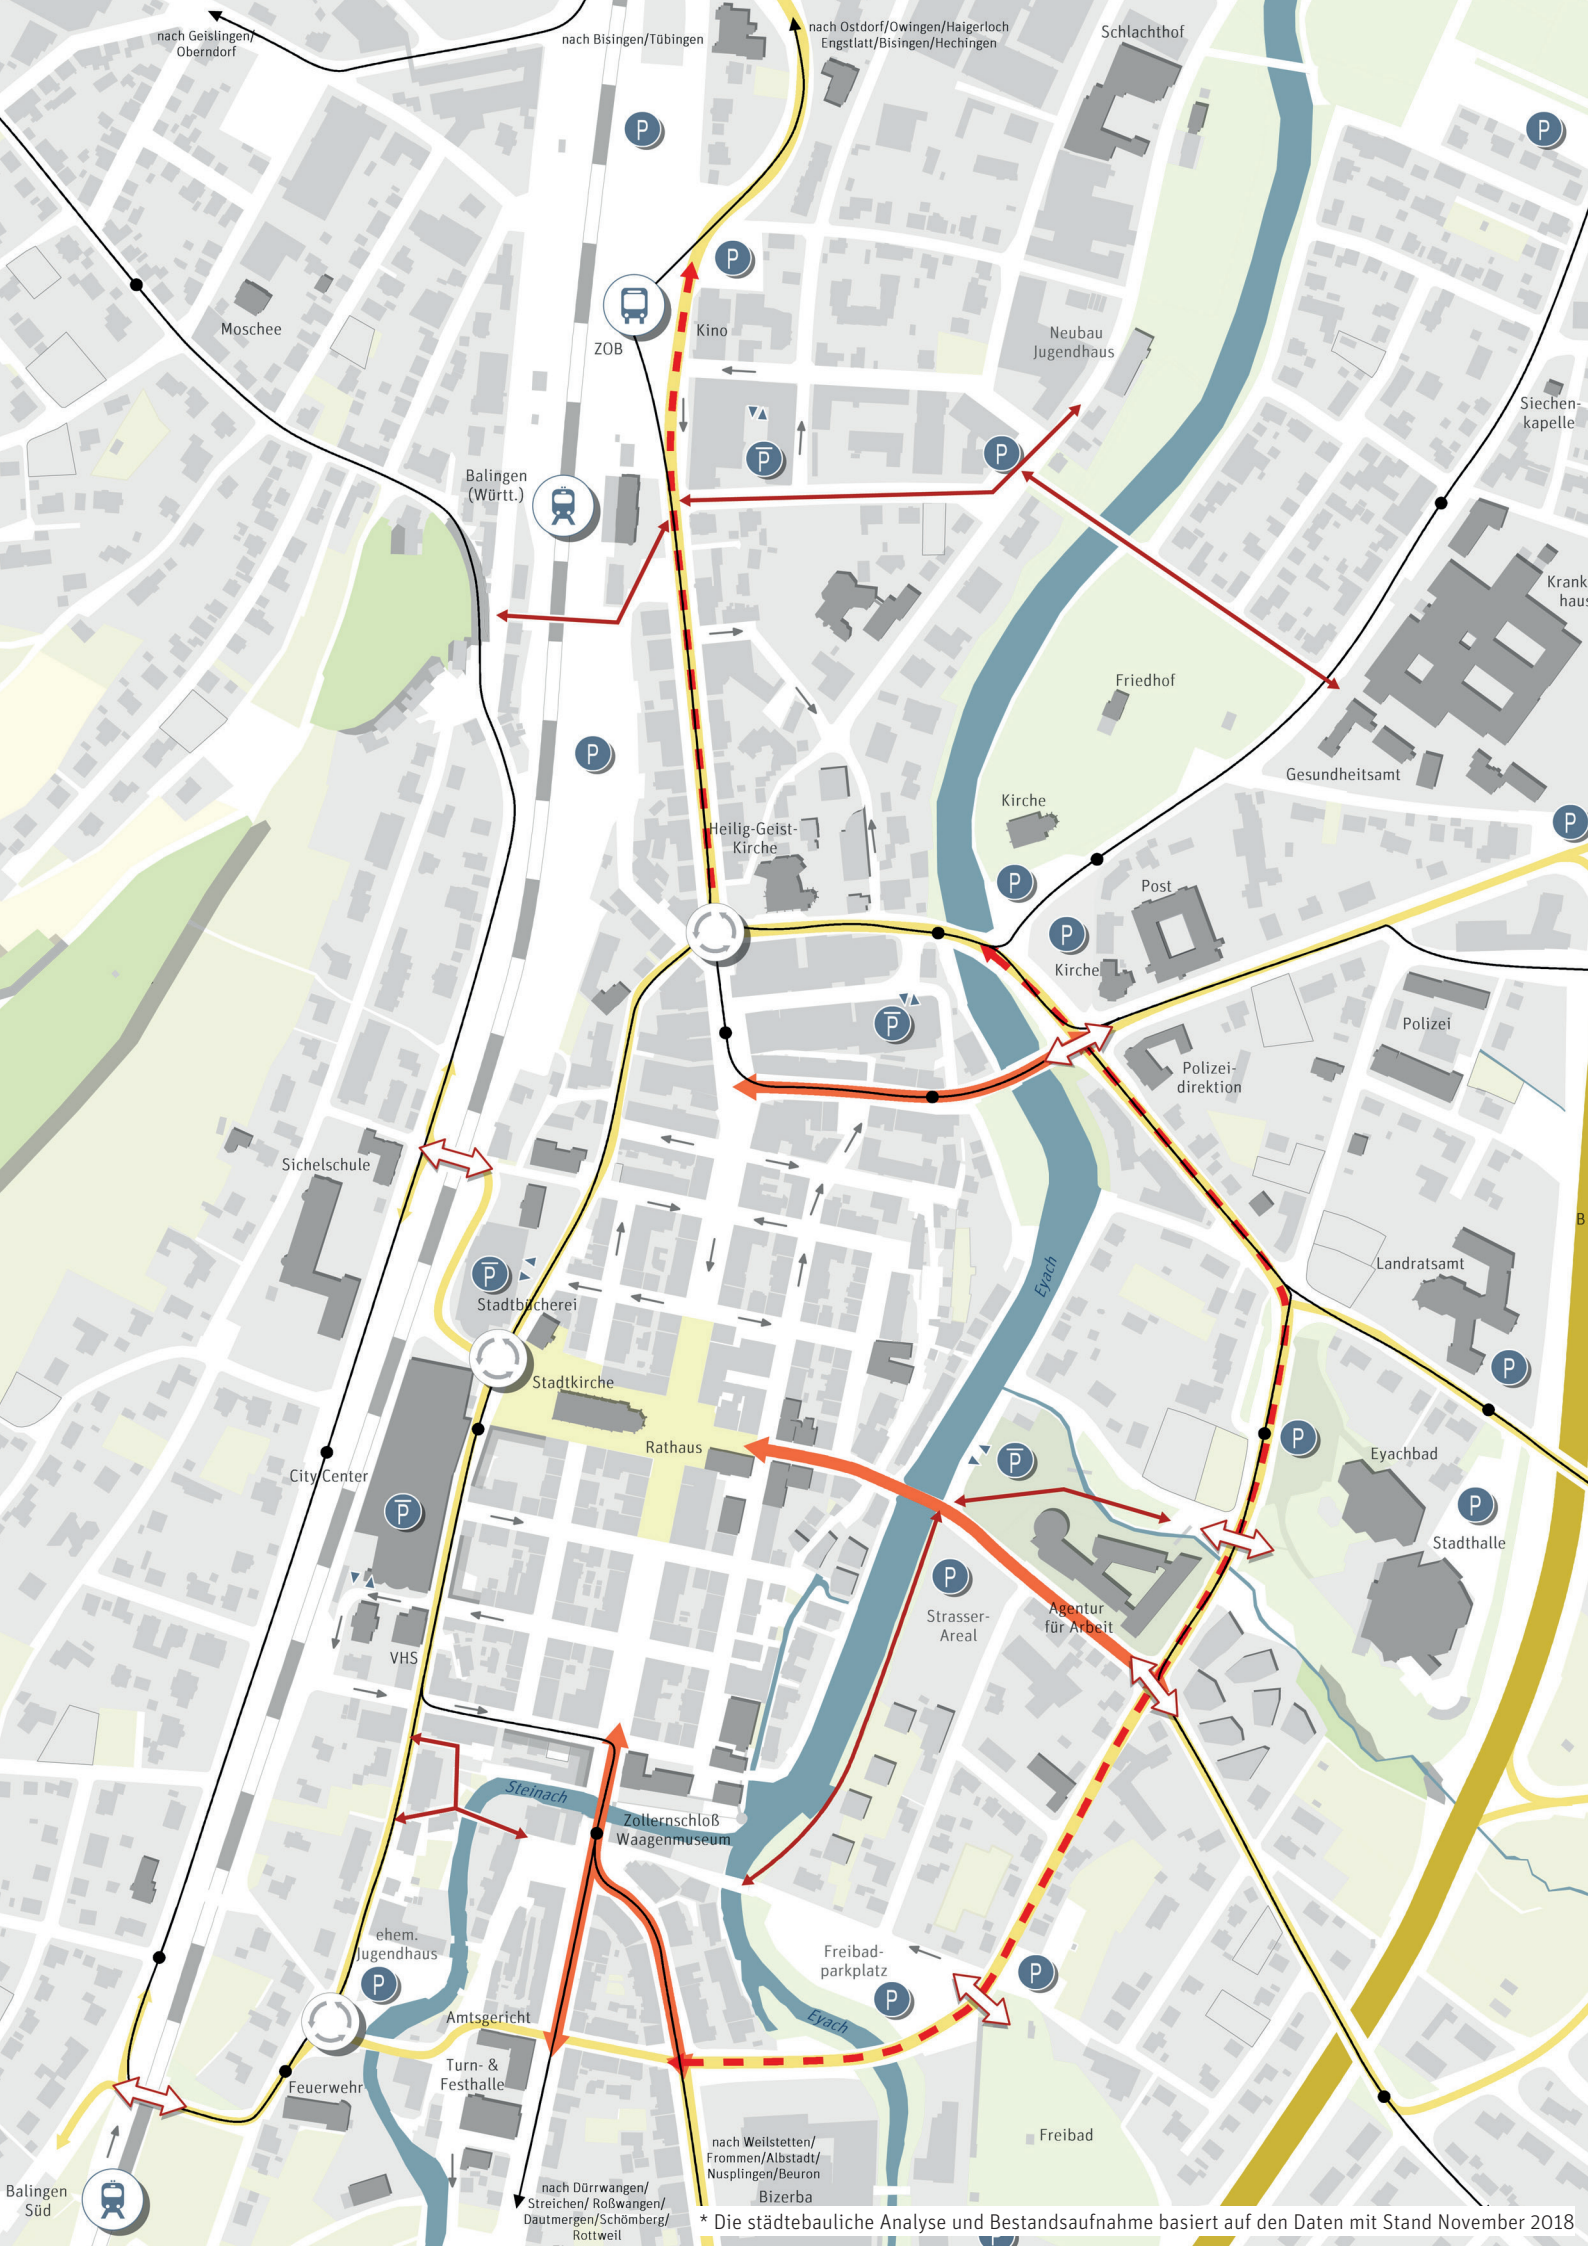 nach Geislingen/
Oberndorf
nach Bisingen/Tübingen
nach Ostdorf/Owingen/Haigerloch
Engstlatt/Bisingen/Hechingen
Schlachthof
P
P
P
Moschee
ZOB
Kino
Neubau
Jugendhaus
Siechen-
kapelle
Balingen
(Württ.)
P
P
Krank
haus
Friedhof
P
Gesundheitsamt
Kirche
P
Heilig-Geist-
Kirche
P
Post
P
Kirche
P
Polizei
Polizei-
direktion
Sichelschule
B
P
Stadtbücherei
Eyach
Landratsamt
P
Stadtkirche
Rathaus
P
P
Eyachbad
City Center
P
P
Stadthalle
P
Strasser-
Areal
Agentur
für Arbeit
VHS
Steinach
Zollernschloß
Waagenmuseum
ehem.
Jugendhaus
P
Freibad-
parkplatz
P
P
Amtsgericht
Eyach
Turn- &
Festhalle
Feuerwehr
Freibad
nach Weilstetten/
Frommen/Albstadt/
Nusplingen/Beuron
Balingen
Süd
nach Dürrwangen/
Streichen/ Roßwangen/
Dautmergen/Schömberg/
Rottweil
Bizerba
* Die städtebauliche Analyse und Bestandsaufnahme basiert auf den Daten mit Stand November 2018